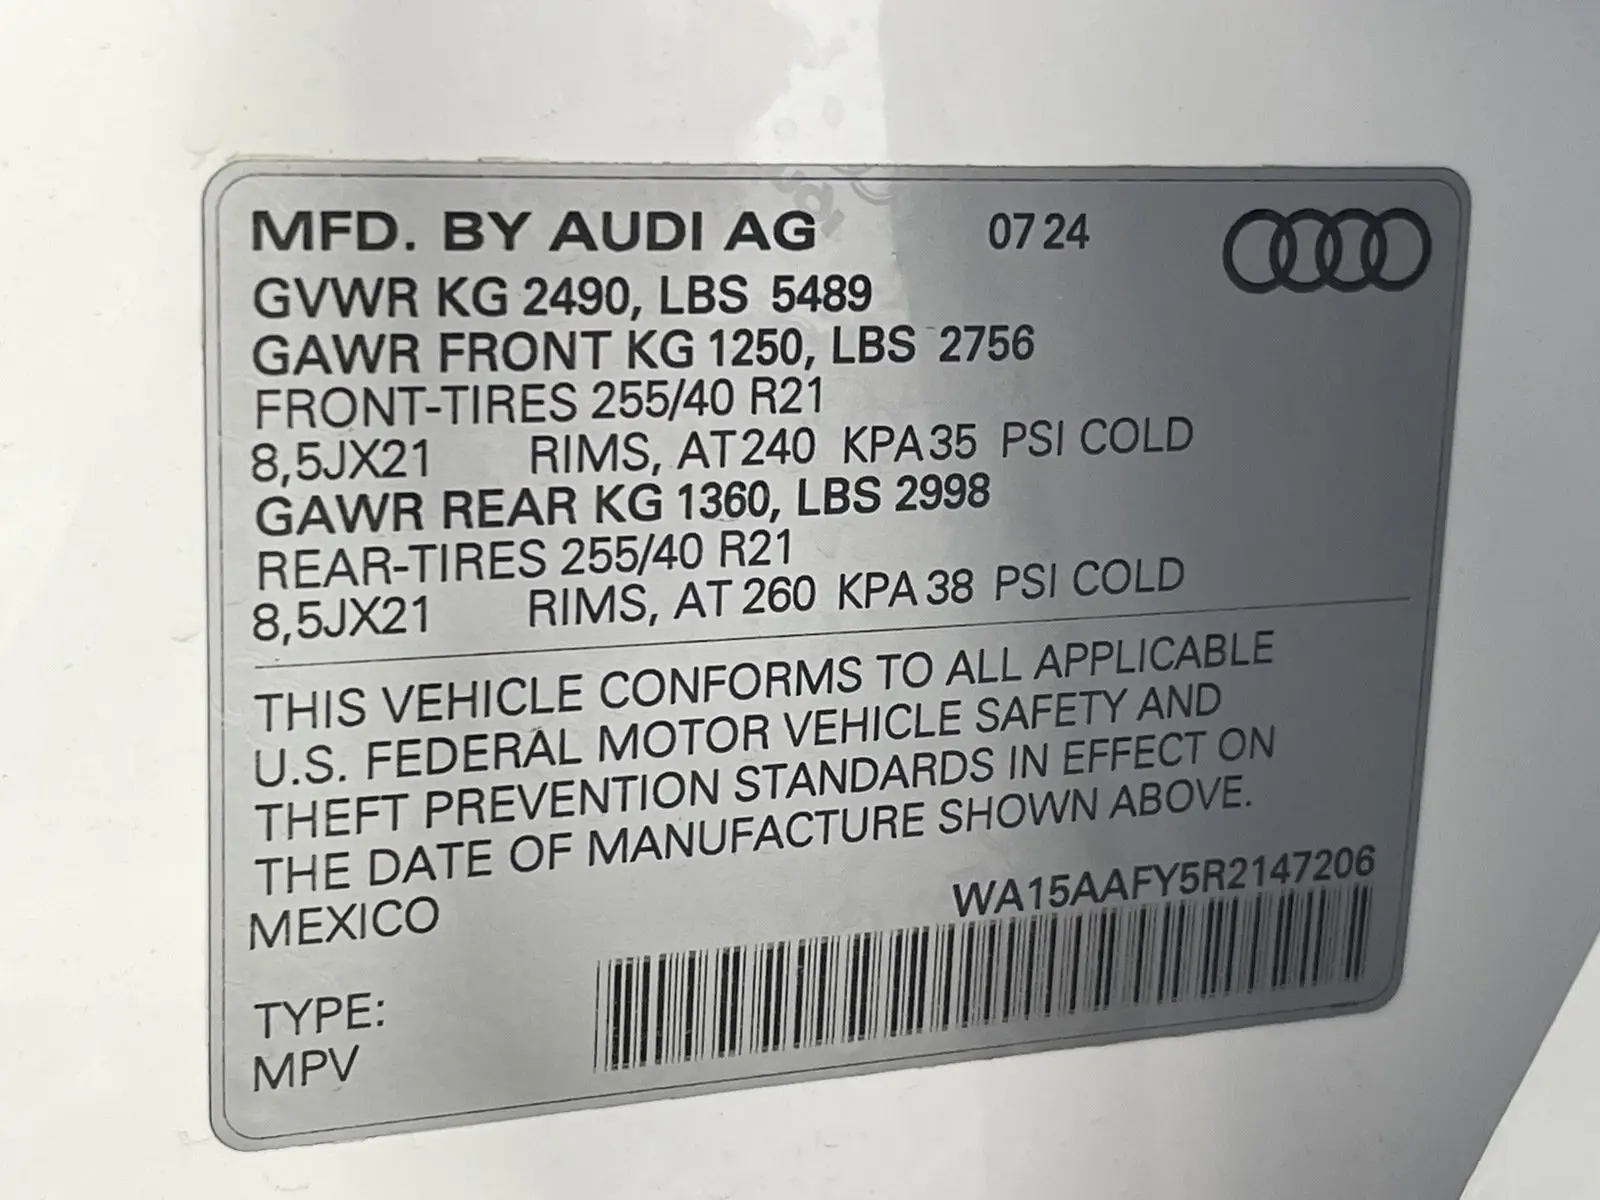 MFD. BY AUDI AG 07 24
GVWR KG 2490, LBS 5489
GAWR FRONT KG 1250, LBS 2756
FRONT-TIRES 255/40 R21
8,5JX21 RIMS, AT 240 KPA 35 PSI COLD
GAWR REAR KG 1360, LBS 2998
REAR-TIRES 255/40 R21
8,5JX21 RIMS, AT 260 KPA 38 PSI COLD
THIS VEHICLE CONFORMS TO ALL APPLICABLE
U.S. FEDERAL MOTOR VEHICLE SAFETY AND
THEFT PREVENTION STANDARDS IN EFFECT ON
THE DATE OF MANUFACTURE SHOWN ABOVE.
MEXICO
WA15AAFY5R2147206
TYPE:
MPV